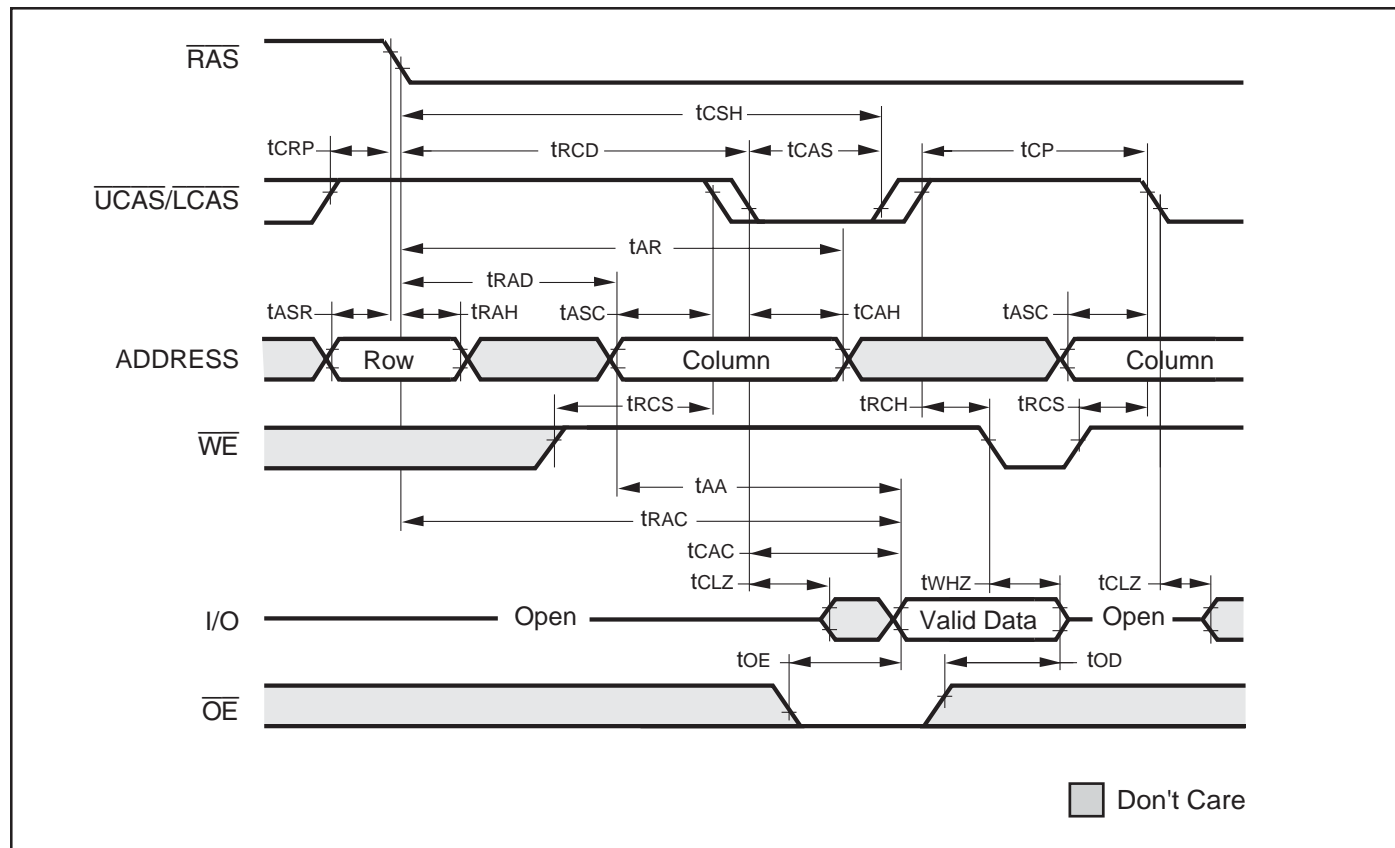 RAS
tCSH
tCRP
tRCD
tCAS
tCP
UCAS/LCAS
tAR
tRAD
tASR
tRAH
tASC
tCAH
tASC
ADDRESS
Row
Column
Column
tRCS
tRCH
tRCS
WE
tAA
tRAC
tCAC
tCLZ
tWHZ
tCLZ
I/O
Open
Valid Data
Open
tOE
tOD
OE
Don't Care